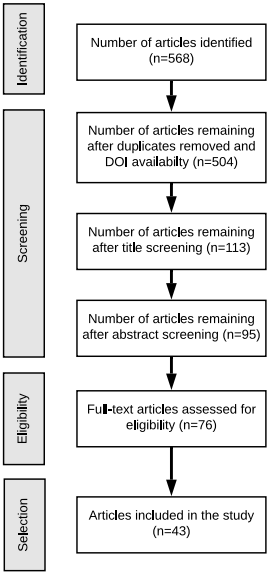 Identification
Number of articles identified
(n=568)
Screening
Number of articles remaining
after duplicates removed and
DOI availabilty (n=504)
Number of articles remaining
after title screening (n=113)
Number of articles remaining
after abstract screening (n=95)
Eligibility
Full-text articles assessed for
eligibility (n=76)
Selection
Articles included in the study
(n=43)